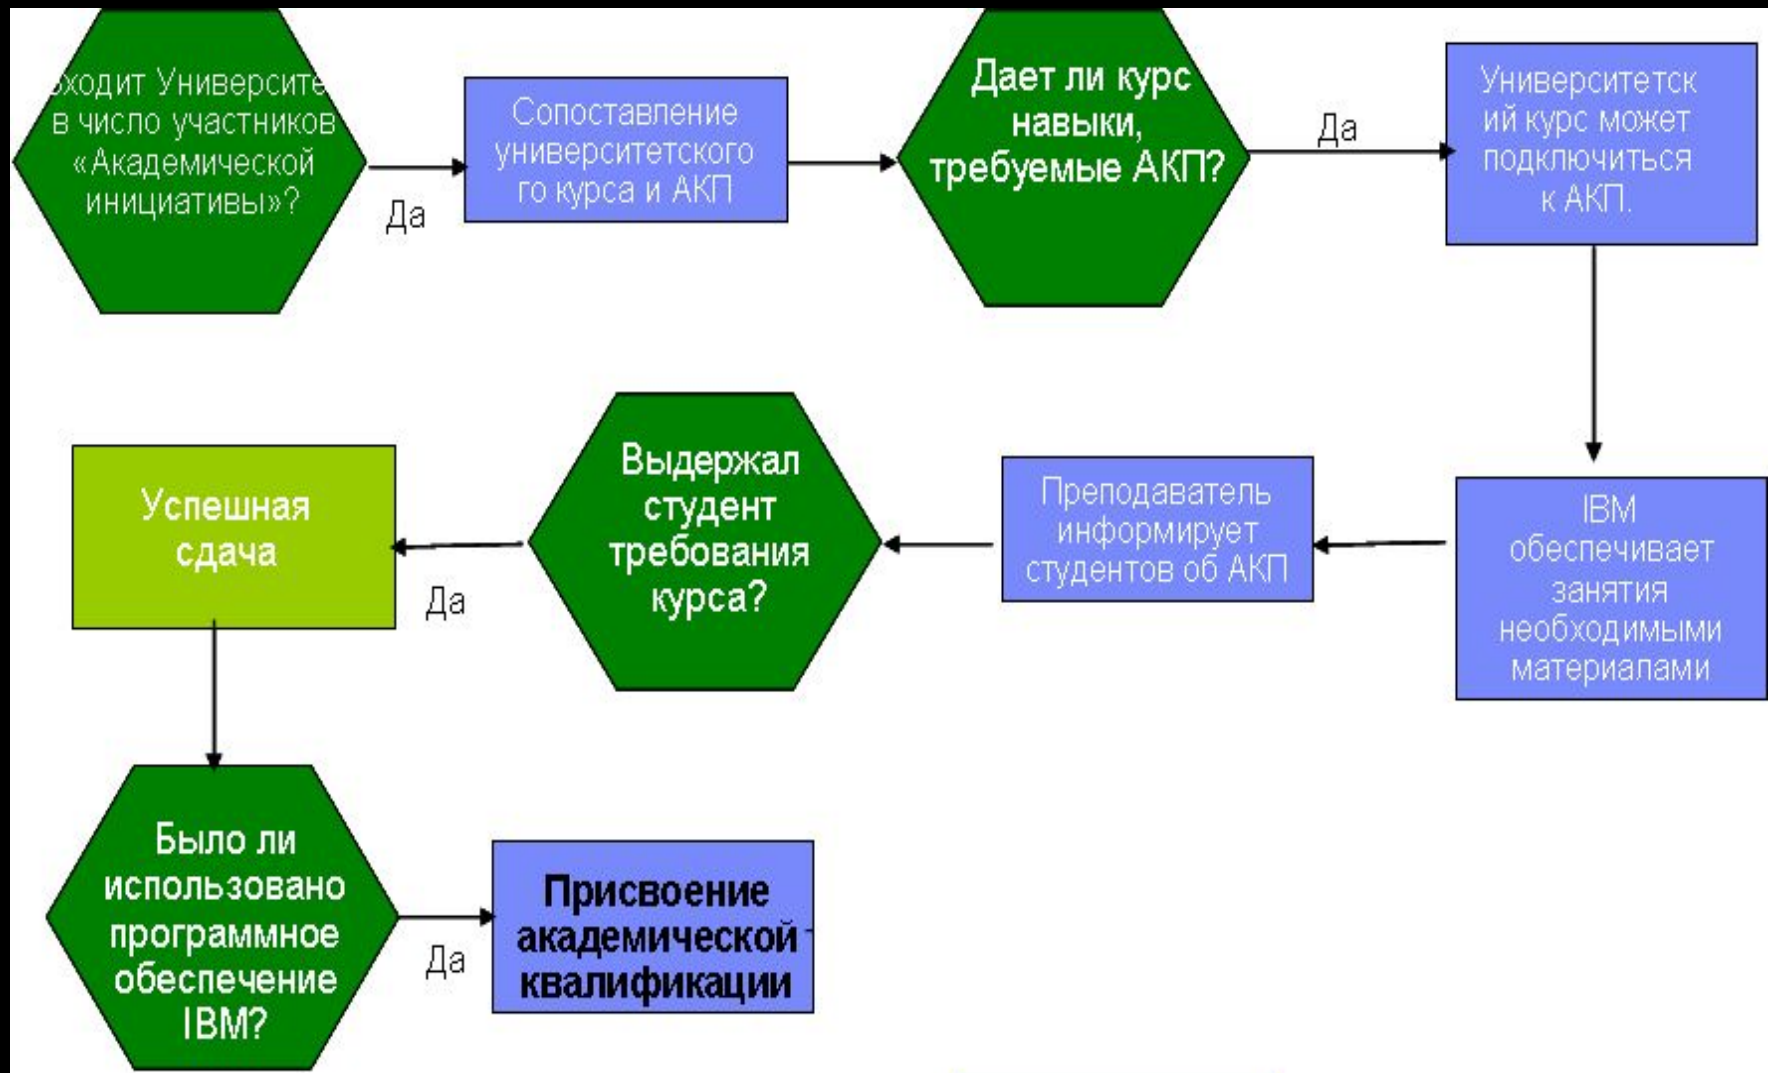 в число участников
«Академической
инициативы»?
Да
Сопоставление
университетского
го курса и АКП
Дает ли курс
навыки,
требуемые АКП?
Да
Университетск
ий курс может
подключиться
к АКП.
IBM
обеспечивает
занятия
необходимыми
материалами
Преподаватель
информирует
студентов об АКП
Выдержал
студент
требования
курса?
Да
Успешная
сдача
Было ли
использовано
программное
обеспечение
IBM?
Да
Присвоение
академической
квалификации